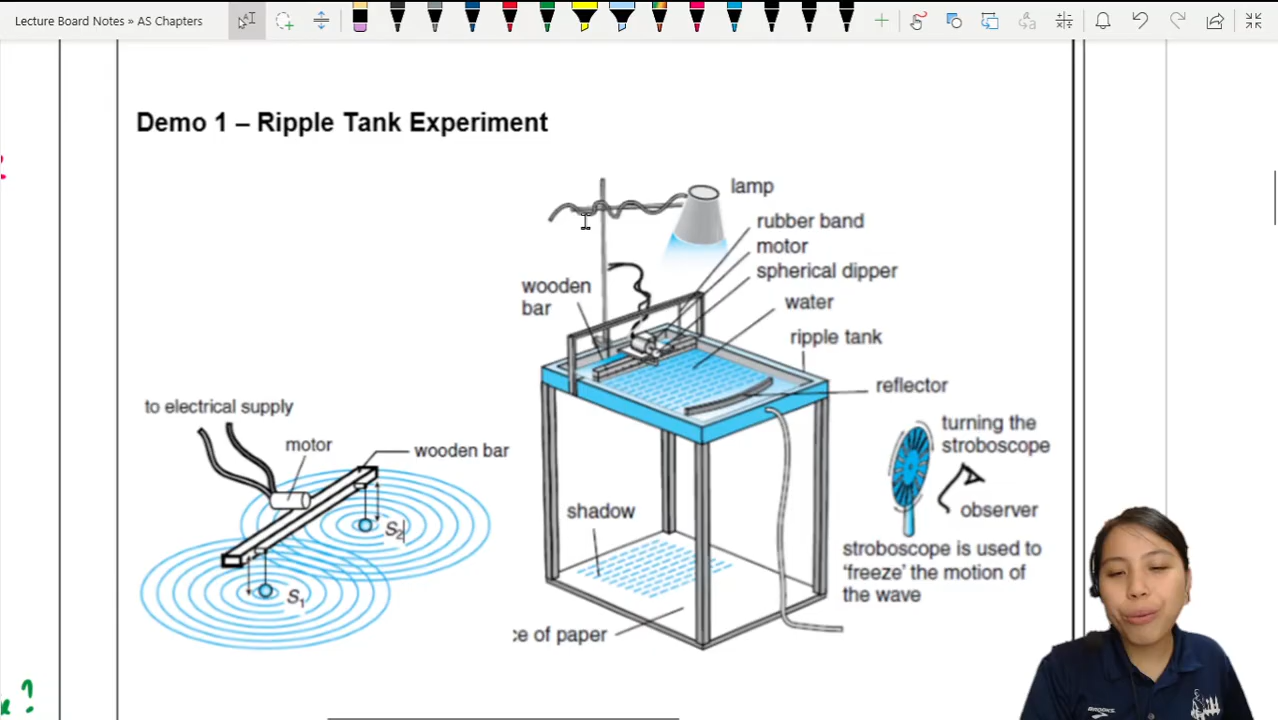 Lecture Board Notes » AS Chapters
Demo 1 – Ripple Tank Experiment
lamp
rubber band
motor
spherical dipper
wooden
bar
water
ripple tank
reflector
to electrical supply
motor
wooden bar
turning the
stroboscope
observer
S2
shadow
stroboscope is used to
'freeze' the motion of
the wave
S1
ce of paper
?
BROOKS.